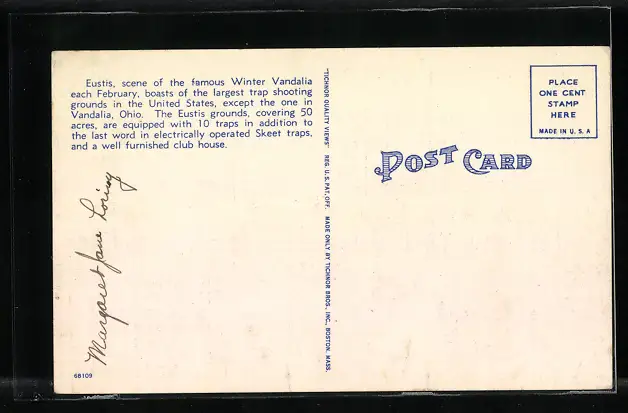 Eustis, scene of the famous Winter Vandalia
each February, boasts of the largest trap shooting
grounds in the United States, except the one in
Vandalia, Ohio. The Eustis grounds, covering 50
acres, are equipped with 10 traps in addition to
the last word in electrically operated Skeet traps,
and a well furnished club house.
Margaret Jane Loring
68109
"TICHNOR QUALITY VIEWS" REG. U. S. PAT. OFF. MADE ONLY BY TICHNOR BROS., INC., BOSTON, MASS.
POST CARD
PLACE
ONE CENT
STAMP
HERE
MADE IN U. S. A